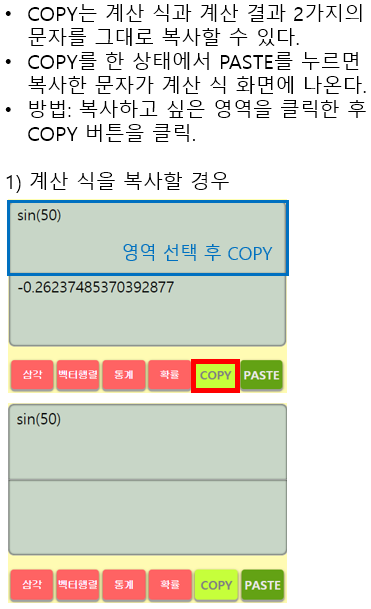 • COPY는 계산 식과 계산 결과 2가지의
문자를 그대로 복사할 수 있다.
• COPY를 한 상태에서 PASTE를 누르면
복사한 문자가 계산 식 화면에 나온다.
• 방법: 복사하고 싶은 영역을 클릭한 후
COPY 버튼을 클릭.
1) 계산 식을 복사할 경우
sin(50)
영역 선택 후 COPY
-0.26237485370392877
삼각 벡터행렬 통계 확률 COPY PASTE
sin(50)
삼각 벡터행렬 통계 확률 COPY PASTE